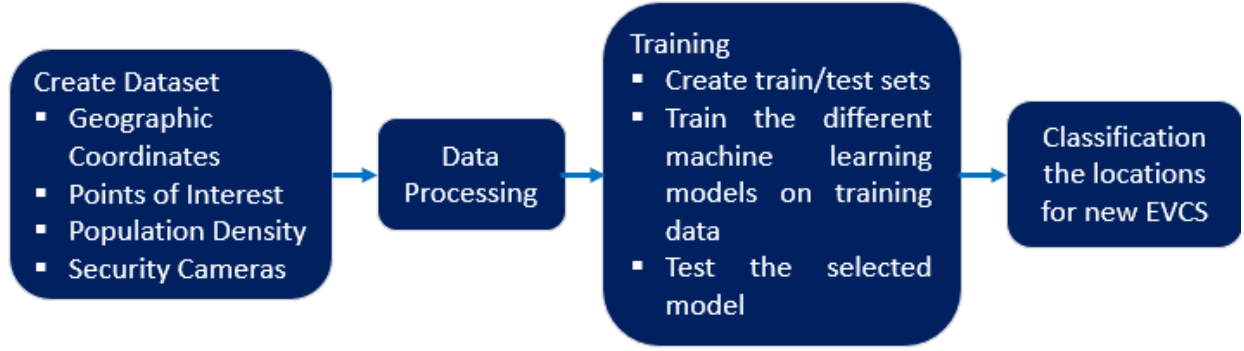 Create Dataset
▪ Geographic
Coordinates
▪ Points of Interest
▪ Population Density
▪ Security Cameras
Data
Processing
Training
▪ Create train/test sets
▪ Train the different
machine learning
models on training
data
▪ Test the selected
model
Classification
the locations
for new EVCS